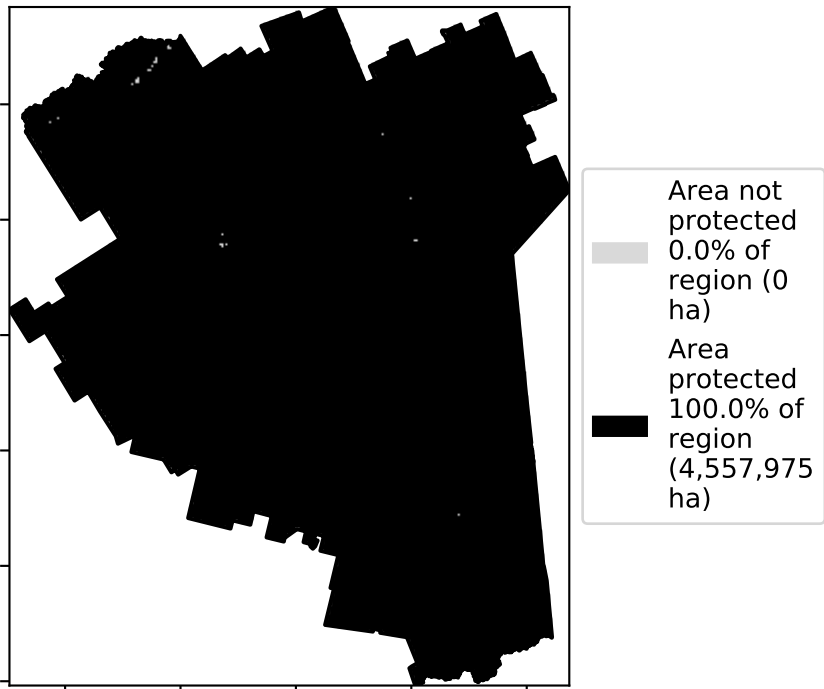 Area not
protected
0.0% of
region (0
ha)
Area
protected
100.0% of
region
(4,557,975
ha)